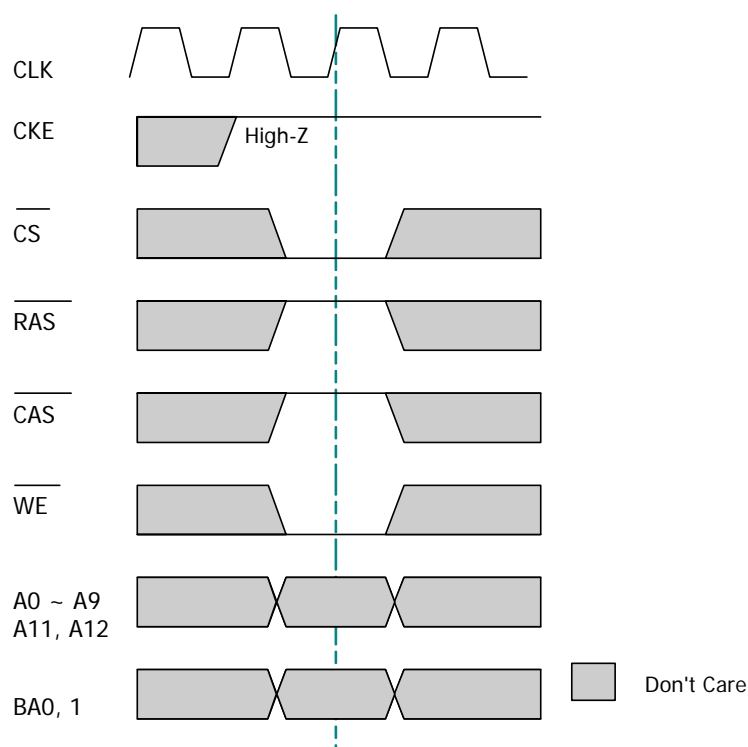 CLK
CKE
High-Z
CS
RAS
CAS
WE
A0 ~ A9
A11, A12
BA0, 1
Don't Care